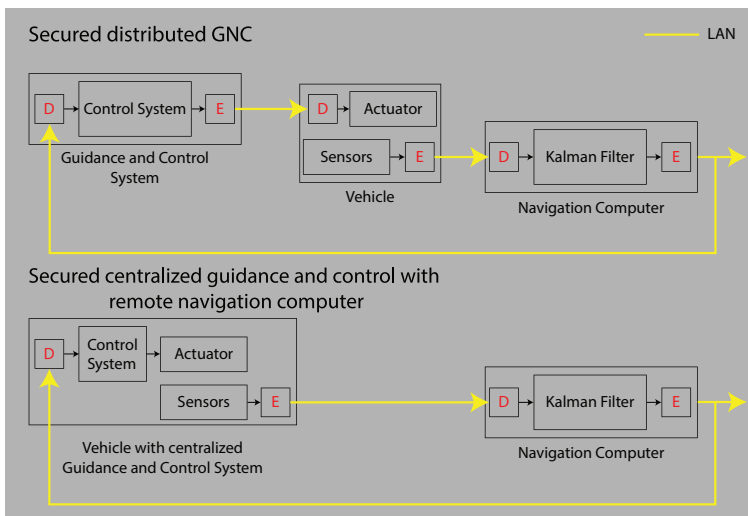 Secured distributed GNC
LAN
D
Control System
E
D
Actuator
Guidance and Control
System
Sensors
E
D
Kalman Filter
E
Vehicle
Navigation Computer
Secured centralized guidance and control with
remote navigation computer
D
Control
System
Actuator
Sensors
E
D
Kalman Filter
E
Vehicle with centralized
Guidance and Control System
Navigation Computer